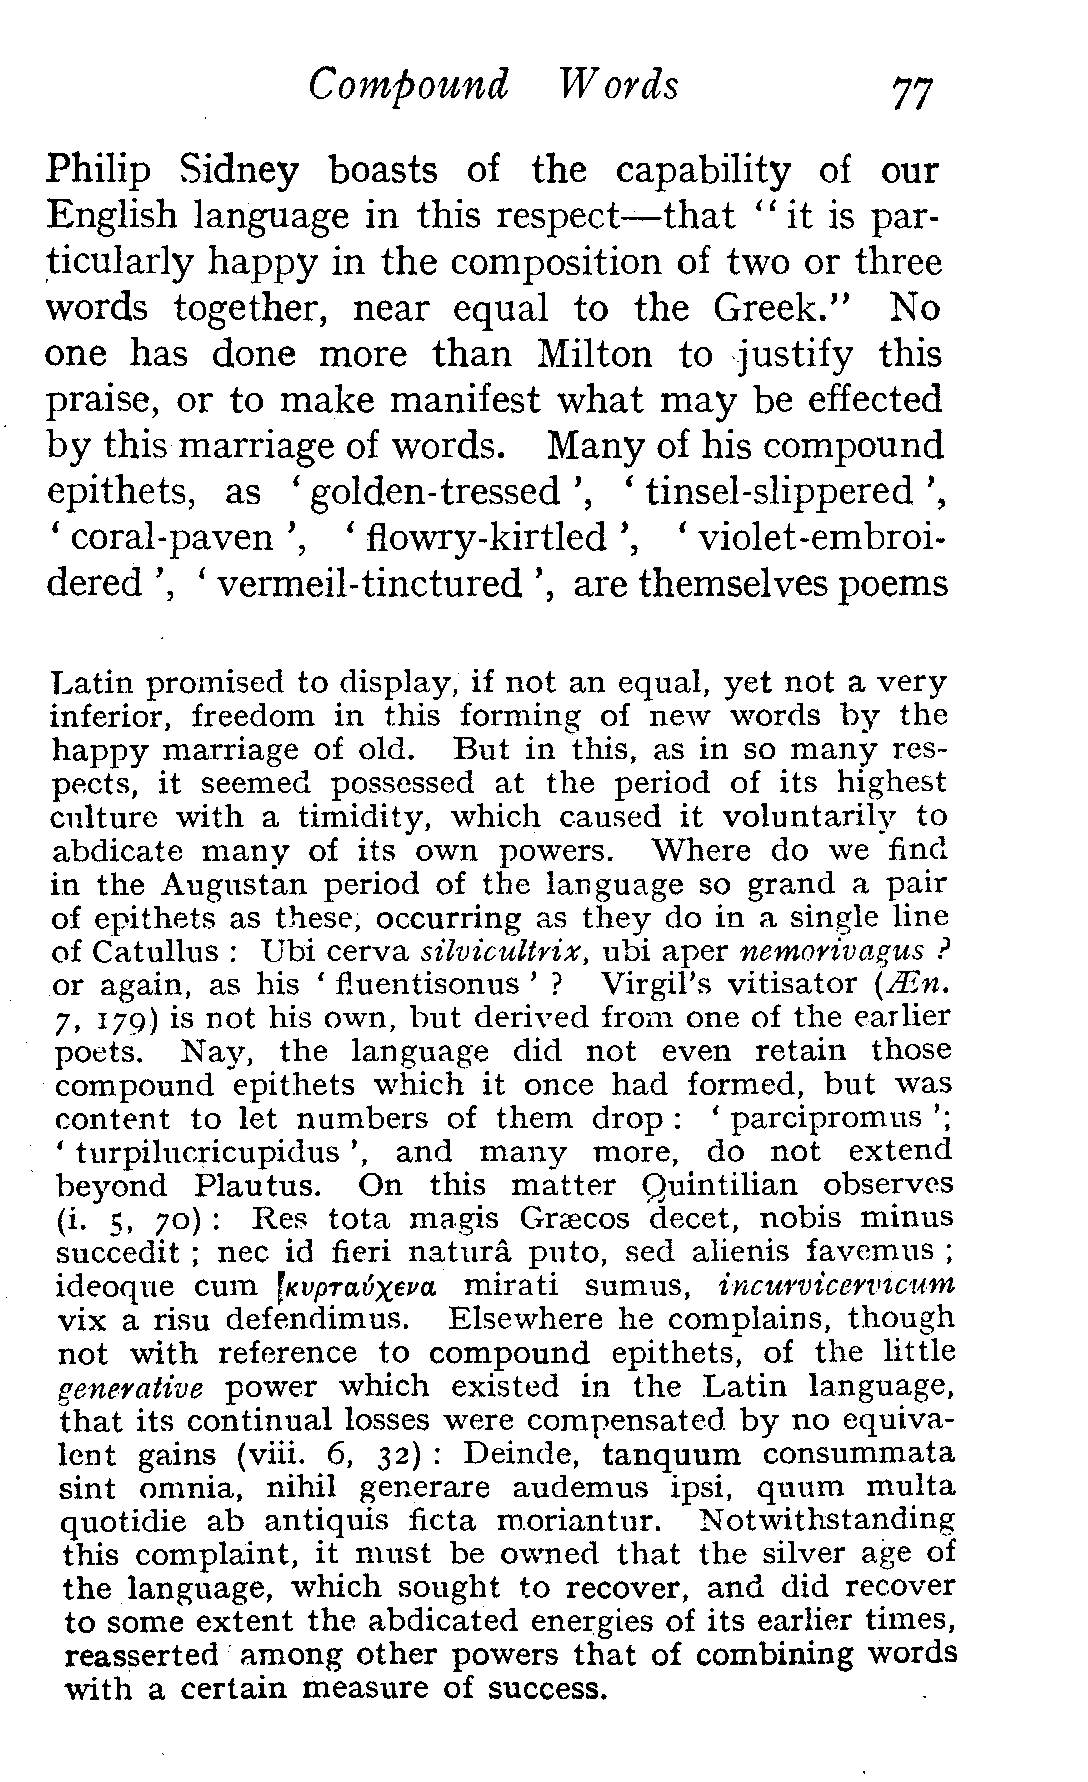 Compound Words 77
Philip Sidney boasts of the capability of our
English language in this respect—that “it is par-
ticularly happy in the composition of two or three
words together, near equal to the Greek.” No
one has done more than Milton to justify this
praise, or to make manifest what may be effected
by this marriage of words. Many of his compound
epithets, as ‘ golden-tressed ’, ‘ tinsel-slippered ’,
‘ coral-paven ’, ‘ flowry-kirtled ’, ‘ violet-embroi-
dered ’, ‘ vermeil-tinctured ’, are themselves poems
Latin promised to display, if not an equal, yet not a very
inferior, freedom in this forming of new words by the
happy marriage of old. But in this, as in so many res-
pects, it seemed possessed at the period of its highest
culture with a timidity, which caused it voluntarily to
abdicate many of its own powers. Where do we find
in the Augustan period of the language so grand a pair
of epithets as these, occurring as they do in a single line
of Catullus : Ubi cerva silvicultrix, ubi aper nemorivagus ?
or again, as his ‘ fluentisonus ’ ? Virgil’s vitisator (Æn.
7, 179) is not his own, but derived from one of the earlier
poets. Nay, the language did not even retain those
compound epithets which it once had formed, but was
content to let numbers of them drop : ‘ parcipromus ’;
‘ turpilucricupidus ’, and many more, do not extend
beyond Plautus. On this matter Quintilian observes
(i. 5, 70) : Res tota magis Græcos decet, nobis minus
succedit ; nec id fieri naturâ puto, sed alienis favemus ;
ideoque cum [κυρταύχενα mirati sumus, incurvicervicum
vix a risu defendimus. Elsewhere he complains, though
not with reference to compound epithets, of the little
generative power which existed in the Latin language,
that its continual losses were compensated by no equiva-
lent gains (viii. 6, 32) : Deinde, tanquum consummata
sint omnia, nihil generare audemus ipsi, quum multa
quotidie ab antiquis ficta moriantur. Notwithstanding
this complaint, it must be owned that the silver age of
the language, which sought to recover, and did recover
to some extent the abdicated energies of its earlier times,
reasserted among other powers that of combining words
with a certain measure of success.